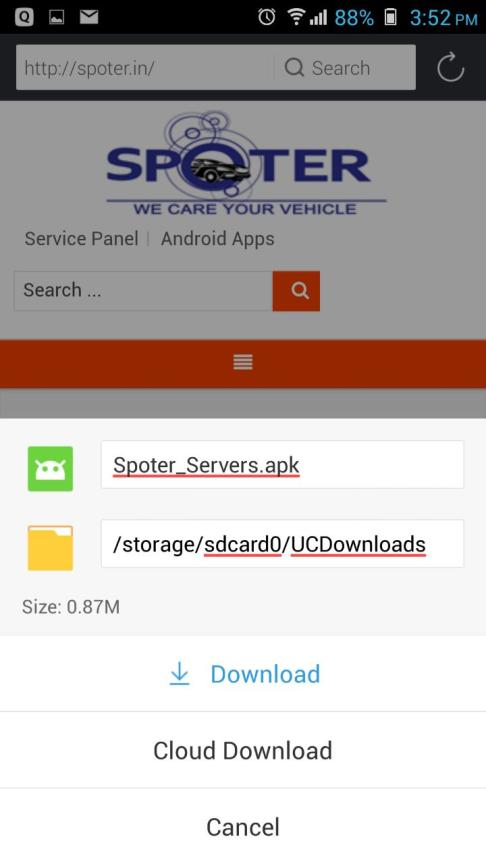 88% 3:52 PM
http://spoter.in/ Search
SPOTER
WE CARE YOUR VEHICLE
Service Panel | Android Apps
Search ...
Spoter_Servers.apk
/storage/sdcard0/UCDownloads
Size: 0.87M
Download
Cloud Download
Cancel